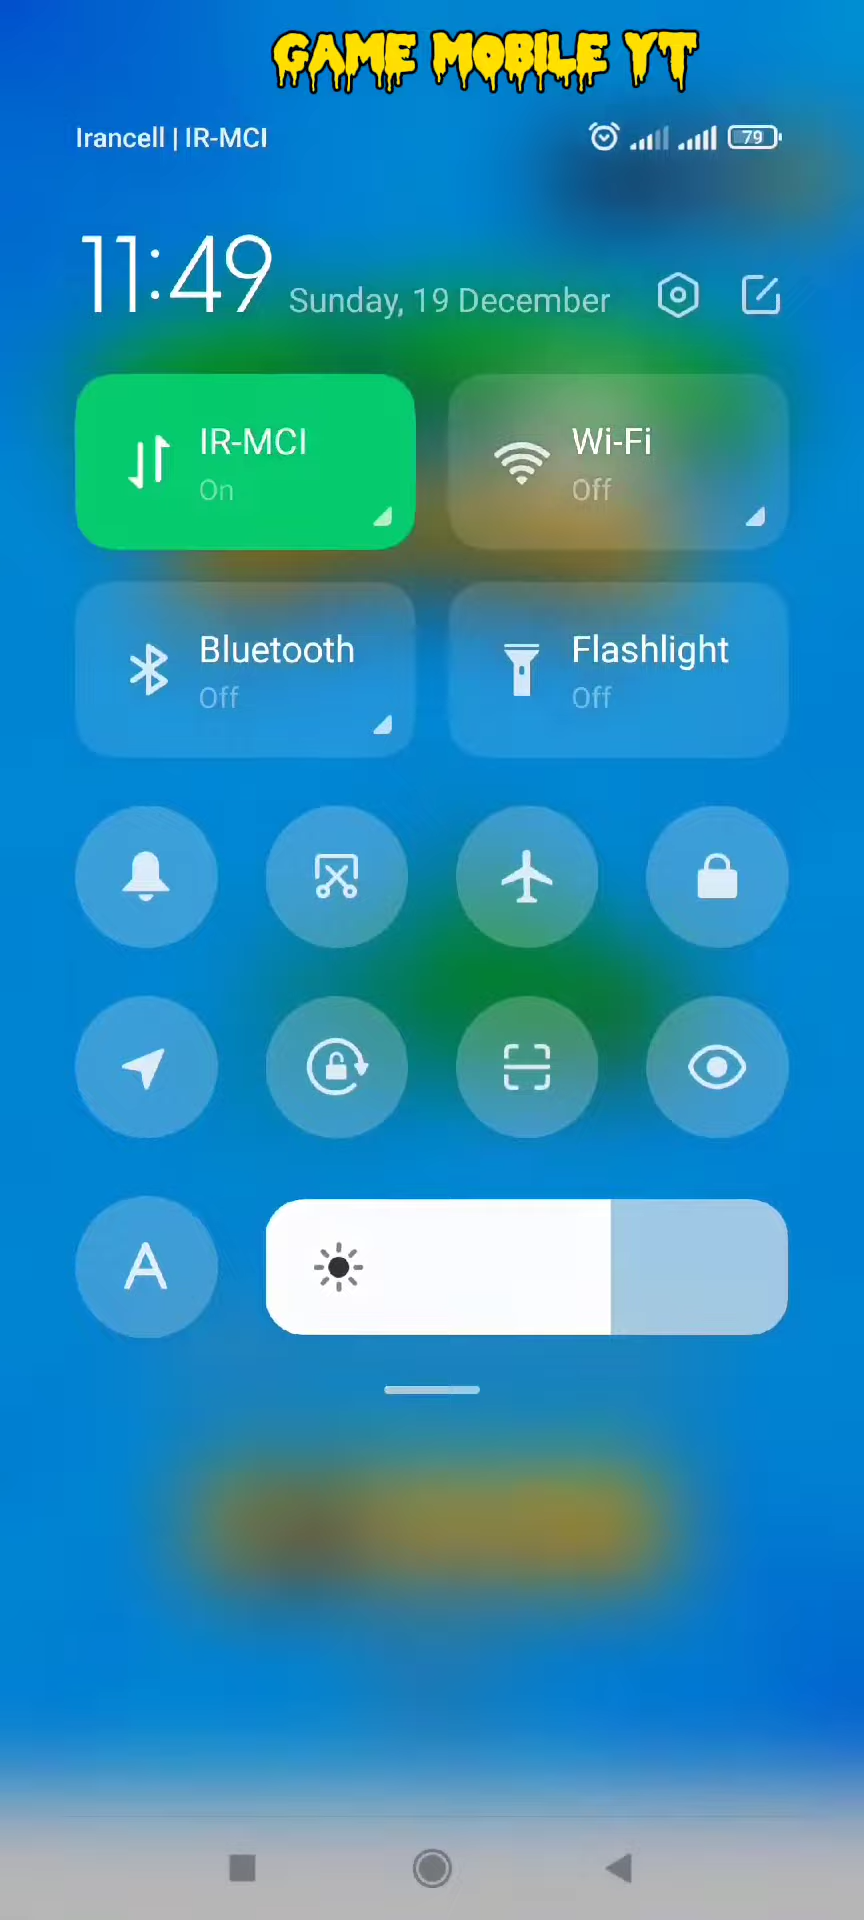 GAME MOBILE YT
Irancell | IR-MCI
79
11:49
Sunday, 19 December
IR-MCI
On
Wi-Fi
Off
Bluetooth
Off
Flashlight
Off
A